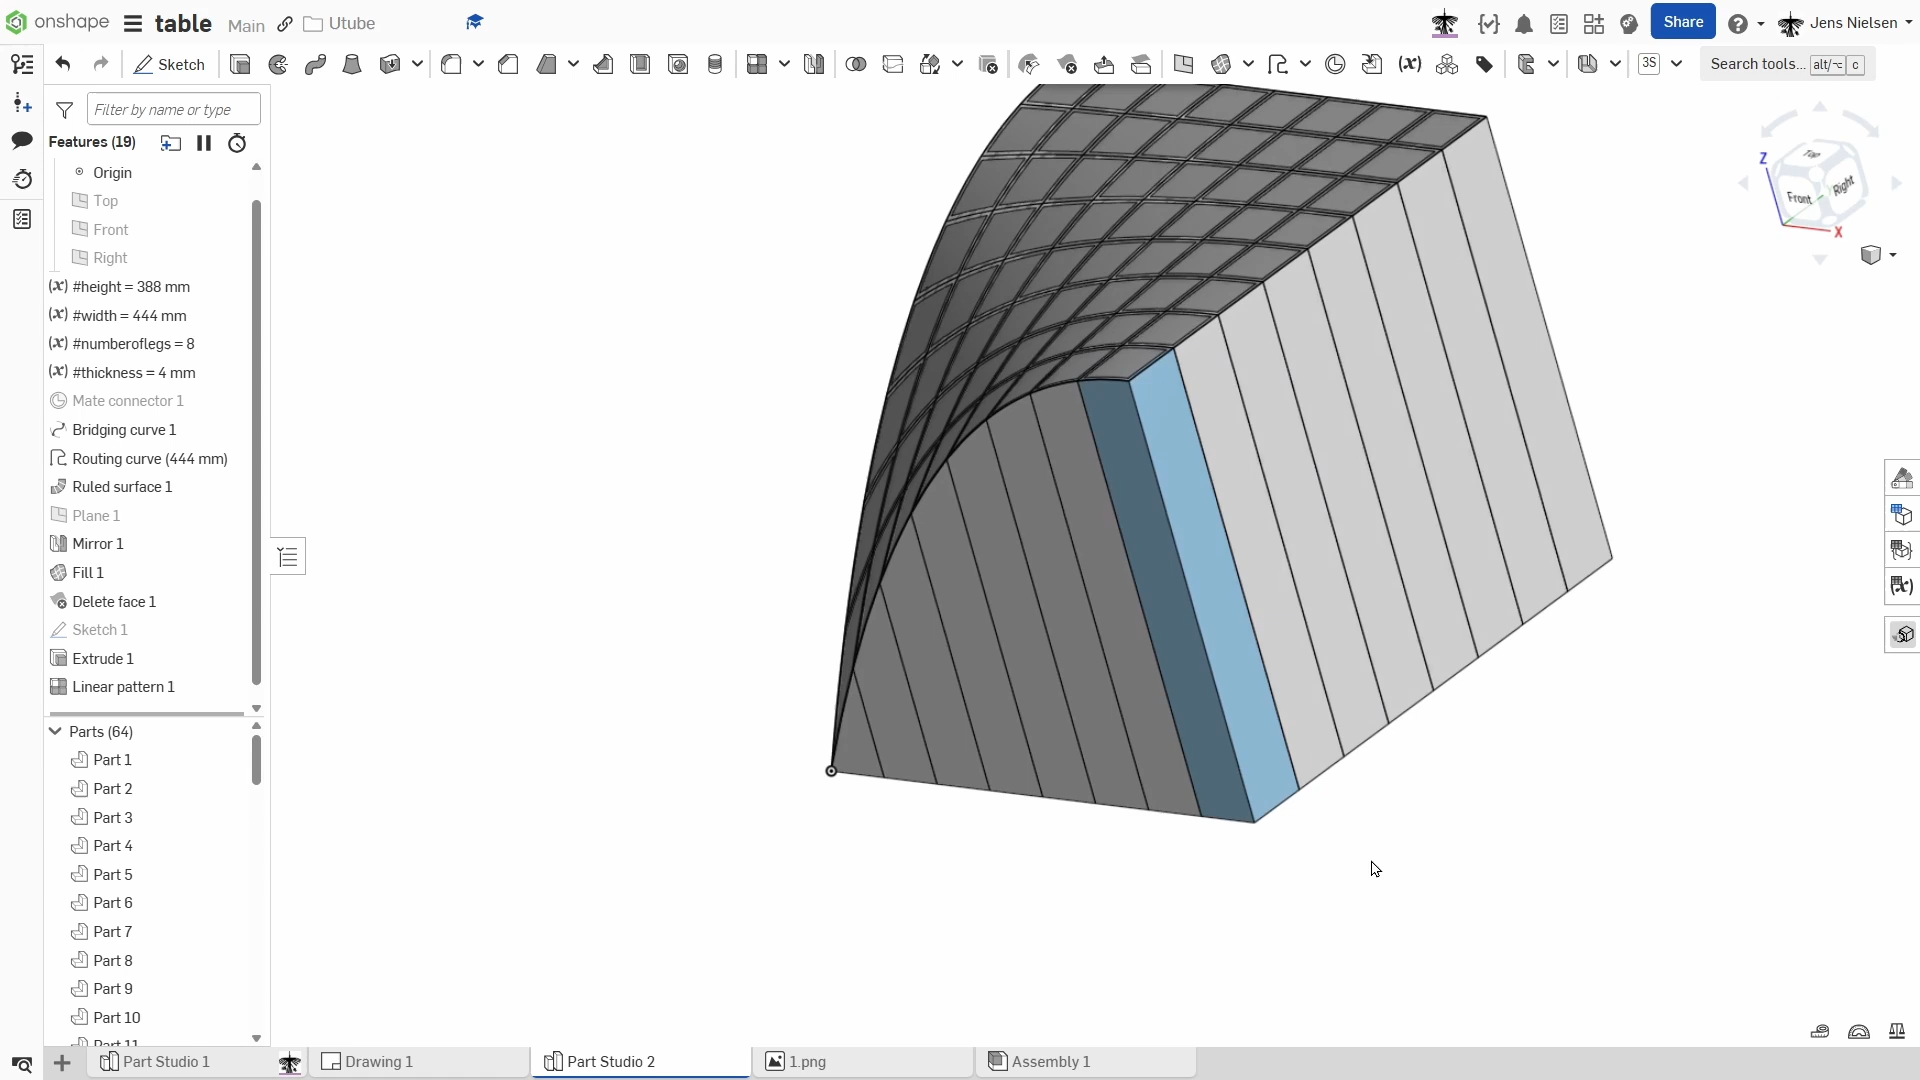 onshape
table
Main
Utube
Share
Jens Nielsen
Sketch
3S
Search tools... alt/⌥ c
Filter by name or type
Features (19)
Origin
Top
Front
Right
(x) #height = 388 mm
(x) #width = 444 mm
(x) #numberoflegs = 8
(x) #thickness = 4 mm
Mate connector 1
Bridging curve 1
Routing curve (444 mm)
Ruled surface 1
Plane 1
Mirror 1
Fill 1
Delete face 1
Sketch 1
Extrude 1
Linear pattern 1
Parts (64)
Part 1
Part 2
Part 3
Part 4
Part 5
Part 6
Part 7
Part 8
Part 9
Part 10
Part 11
Z
Top
Front
Right
X
Part Studio 1
Drawing 1
Part Studio 2
1.png
Assembly 1